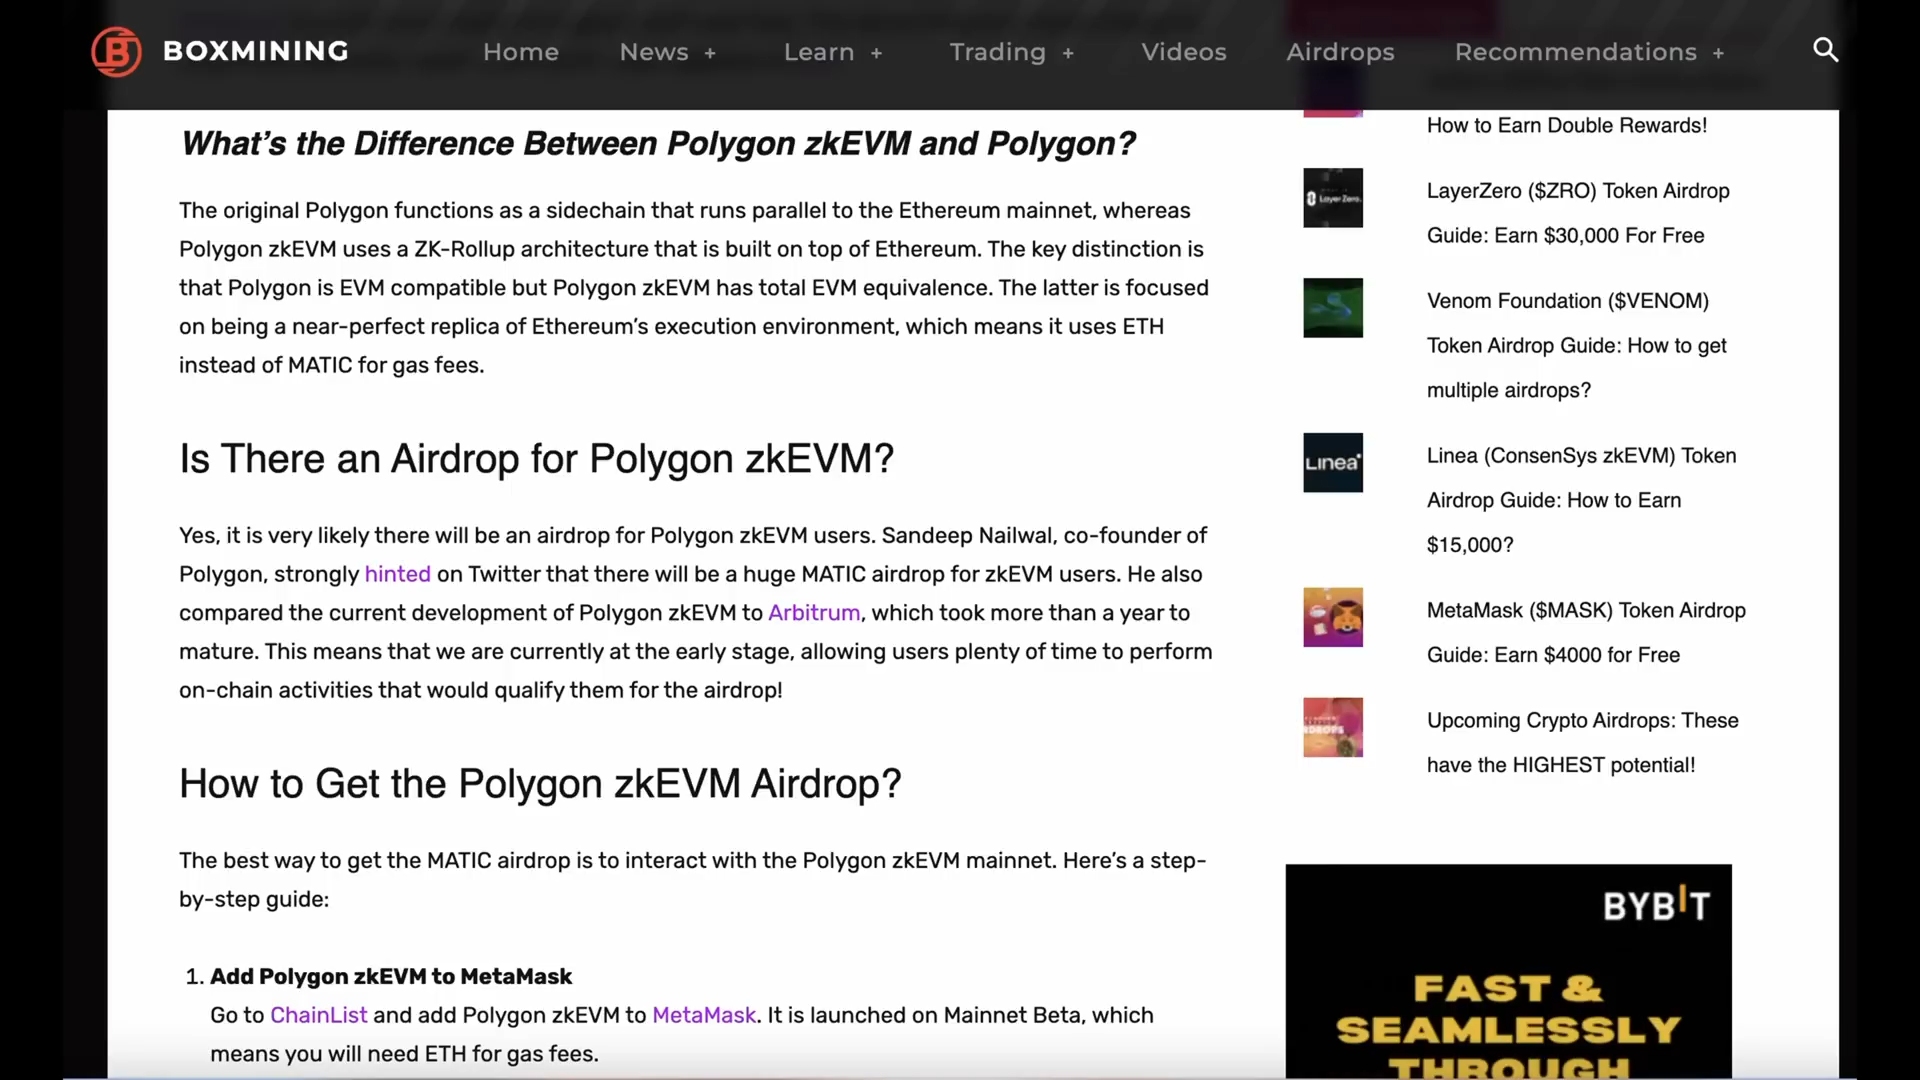 BOXMINING
Home
News +
Learn +
Trading +
Videos
Airdrops
Recommendations +
What's the Difference Between Polygon zkEVM and Polygon?
The original Polygon functions as a sidechain that runs parallel to the Ethereum mainnet, whereas
Polygon zkEVM uses a ZK-Rollup architecture that is built on top of Ethereum. The key distinction is
that Polygon is EVM compatible but Polygon zkEVM has total EVM equivalence. The latter is focused
on being a near-perfect replica of Ethereum's execution environment, which means it uses ETH
instead of MATIC for gas fees.
Is There an Airdrop for Polygon zkEVM?
Yes, it is very likely there will be an airdrop for Polygon zkEVM users. Sandeep Nailwal, co-founder of
Polygon, strongly hinted on Twitter that there will be a huge MATIC airdrop for zkEVM users. He also
compared the current development of Polygon zkEVM to Arbitrum, which took more than a year to
mature. This means that we are currently at the early stage, allowing users plenty of time to perform
on-chain activities that would qualify them for the airdrop!
How to Get the Polygon zkEVM Airdrop?
The best way to get the MATIC airdrop is to interact with the Polygon zkEVM mainnet. Here's a step-
by-step guide:
1. Add Polygon zkEVM to MetaMask
Go to ChainList and add Polygon zkEVM to MetaMask. It is launched on Mainnet Beta, which
means you will need ETH for gas fees.
How to Earn Double Rewards!
LayerZero.
LayerZero ($ZRO) Token Airdrop
Guide: Earn $30,000 For Free
Venom Foundation ($VENOM)
Token Airdrop Guide: How to get
multiple airdrops?
Linea
Linea (ConsenSys zkEVM) Token
Airdrop Guide: How to Earn
$15,000?
MetaMask ($MASK) Token Airdrop
Guide: Earn $4000 for Free
Upcoming Crypto Airdrops: These
have the HIGHEST potential!
BYBIT
FAST &
SEAMLESSLY
THROUGH